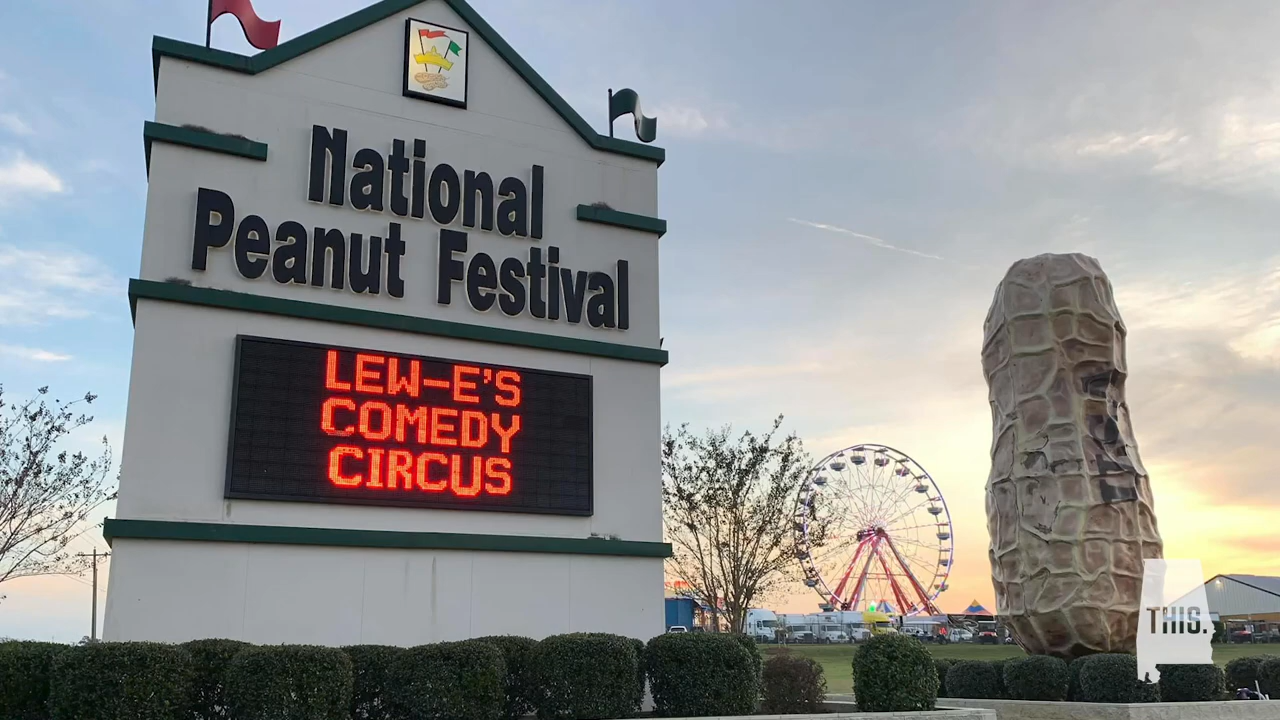 National
Peanut Festival
LEW-E'S
COMEDY
CIRCUS
THIS.